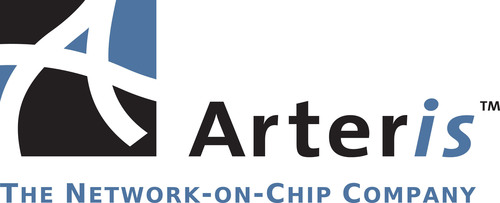 Arteris™
THE NETWORK-ON-CHIP COMPANY